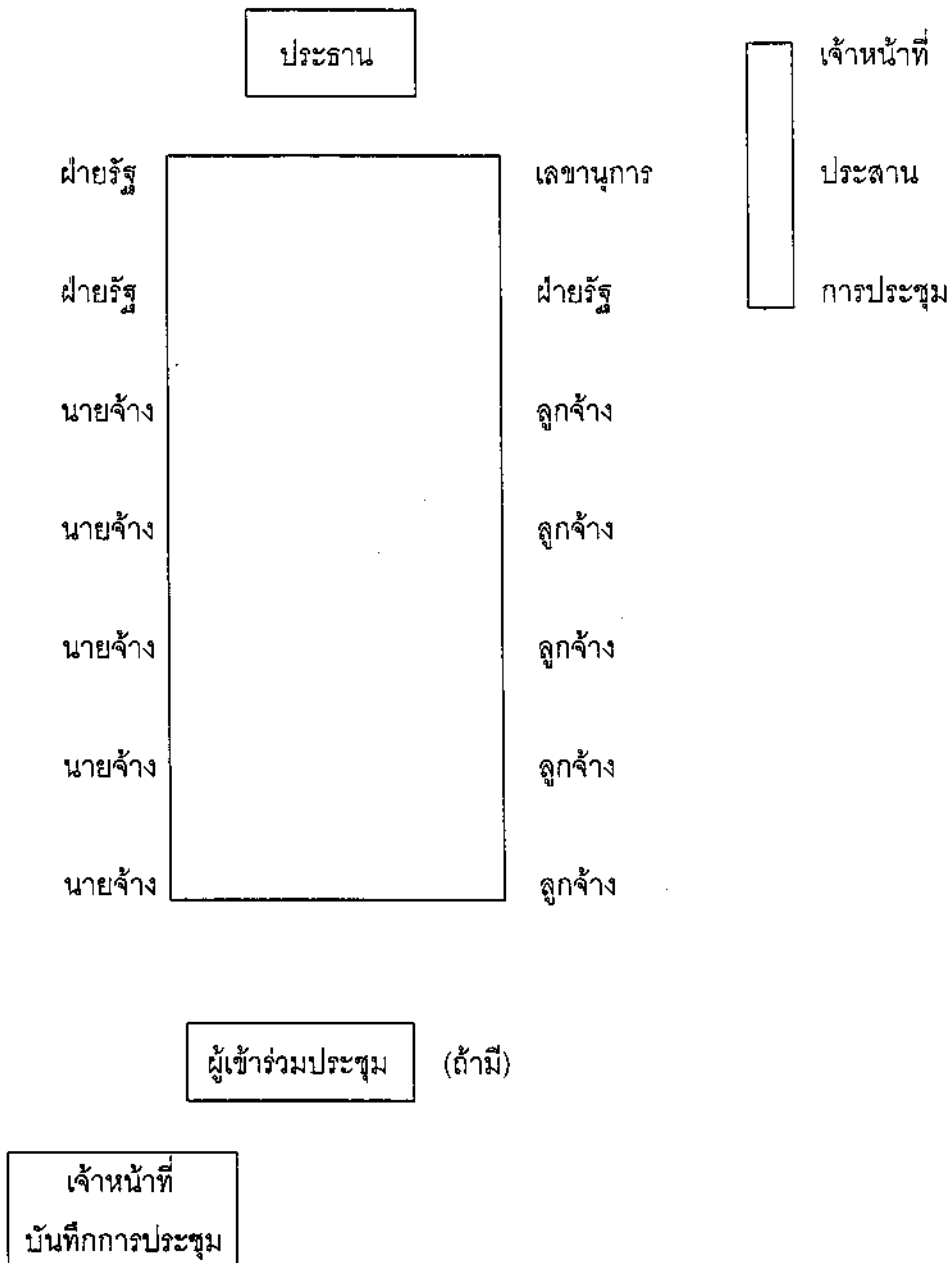 ประธาน
เจ้าหน้าที่
ฝ่ายรัฐ เลขานุการ ประสาน
ฝ่ายรัฐ ฝ่ายรัฐ การประชุม
นายจ้าง ลูกจ้าง
นายจ้าง ลูกจ้าง
นายจ้าง ลูกจ้าง
นายจ้าง ลูกจ้าง
นายจ้าง ลูกจ้าง
ผู้เข้าร่วมประชุม (ถ้ามี)
เจ้าหน้าที่
บันทึกการประชุม